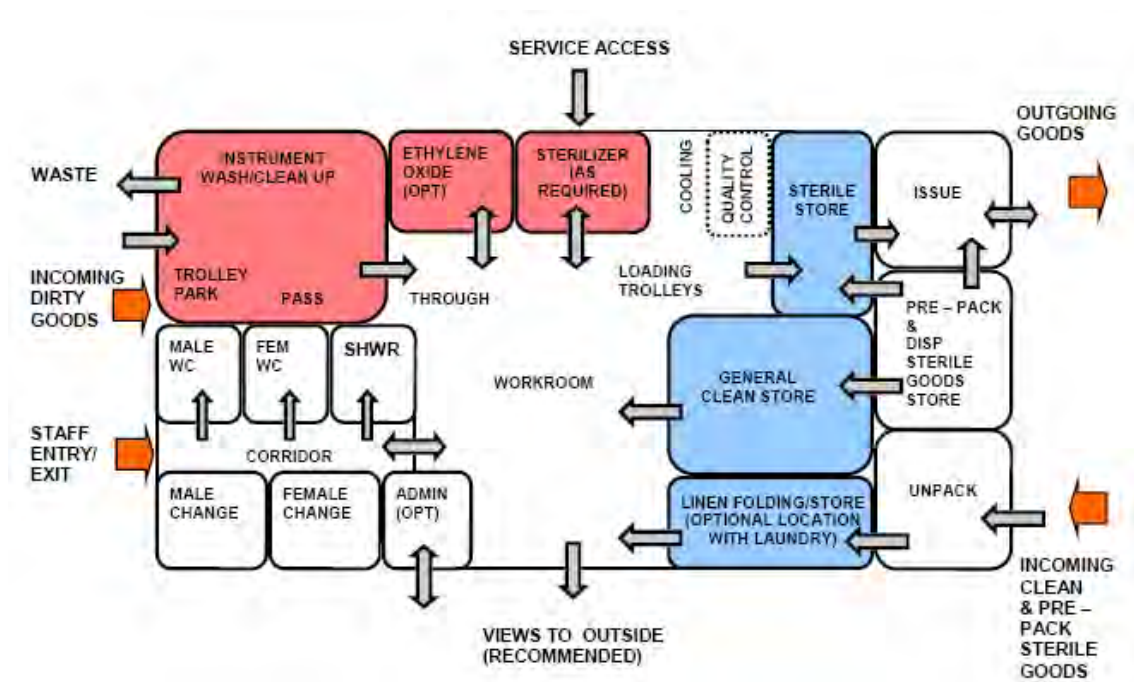 SERVICE ACCESS
OUTGOING
GOODS
WASTE
INSTRUMENT
WASH/CLEAN UP
ETHYLENE
OXIDE
(OPT)
STERILIZER
(AS
REQUIRED)
COOLING
QUALITY
CONTROL
STERILE
STORE
ISSUE
INCOMING
DIRTY
GOODS
TROLLEY
PARK
PASS
THROUGH
LOADING
TROLLEYS
PRE – PACK
&
DISP
STERILE
GOODS
STORE
MALE
WC
FEM
WC
SHWR
WORKROOM
GENERAL
CLEAN STORE
STAFF
ENTRY/
EXIT
CORRIDOR
MALE
CHANGE
FEMALE
CHANGE
ADMIN
(OPT)
LINEN FOLDING/STORE
(OPTIONAL LOCATION
WITH LAUNDRY)
UNPACK
INCOMING
CLEAN
& PRE –
PACK
STERILE
GOODS
VIEWS TO OUTSIDE
(RECOMMENDED)